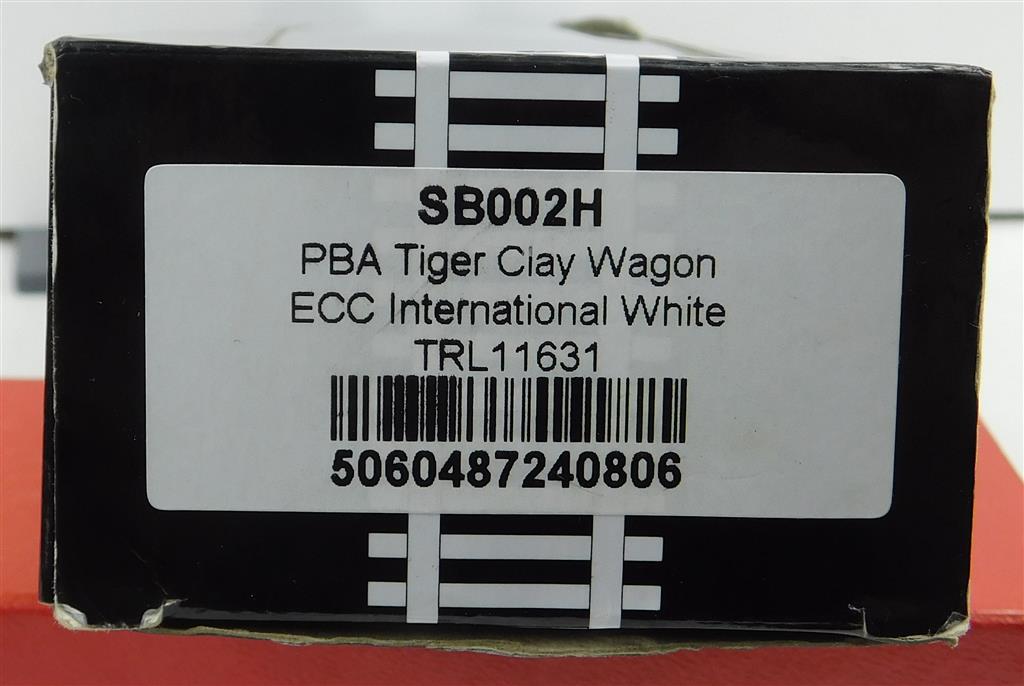 SB002H
PBA Tiger Clay Wagon
ECC International White
TRL11631
5060487240806